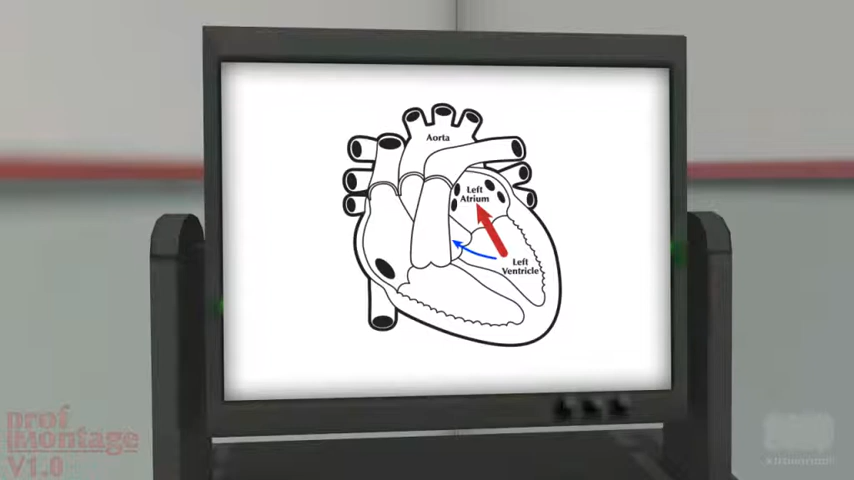 Aorta
Left
Atrium
Left
Ventricle
prof
Montage
V1.0